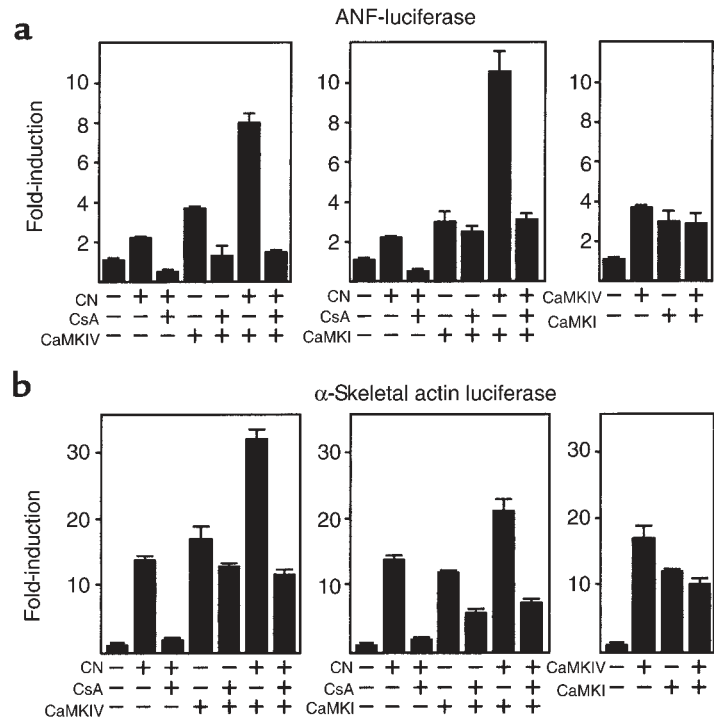 a
ANF-luciferase
Fold-induction
10
8
6
4
2
10
8
6
4
2
10
8
6
4
2
CN − + + − − + +
CsA − − + − + − +
CaMKIV − − − + + + +
CN − + + − − + +
CsA − − + − + − +
CaMKI − − − + + + +
CaMKIV − + − +
CaMKI − − + +
b
α-Skeletal actin luciferase
Fold-induction
30
20
10
30
20
10
30
20
10
CN − + + − − + +
CsA − − + − + − +
CaMKIV − − − + + + +
CN − + + − − + +
CsA − − + − + − +
CaMKI − − − + + + +
CaMKIV − + − +
CaMKI − − + +